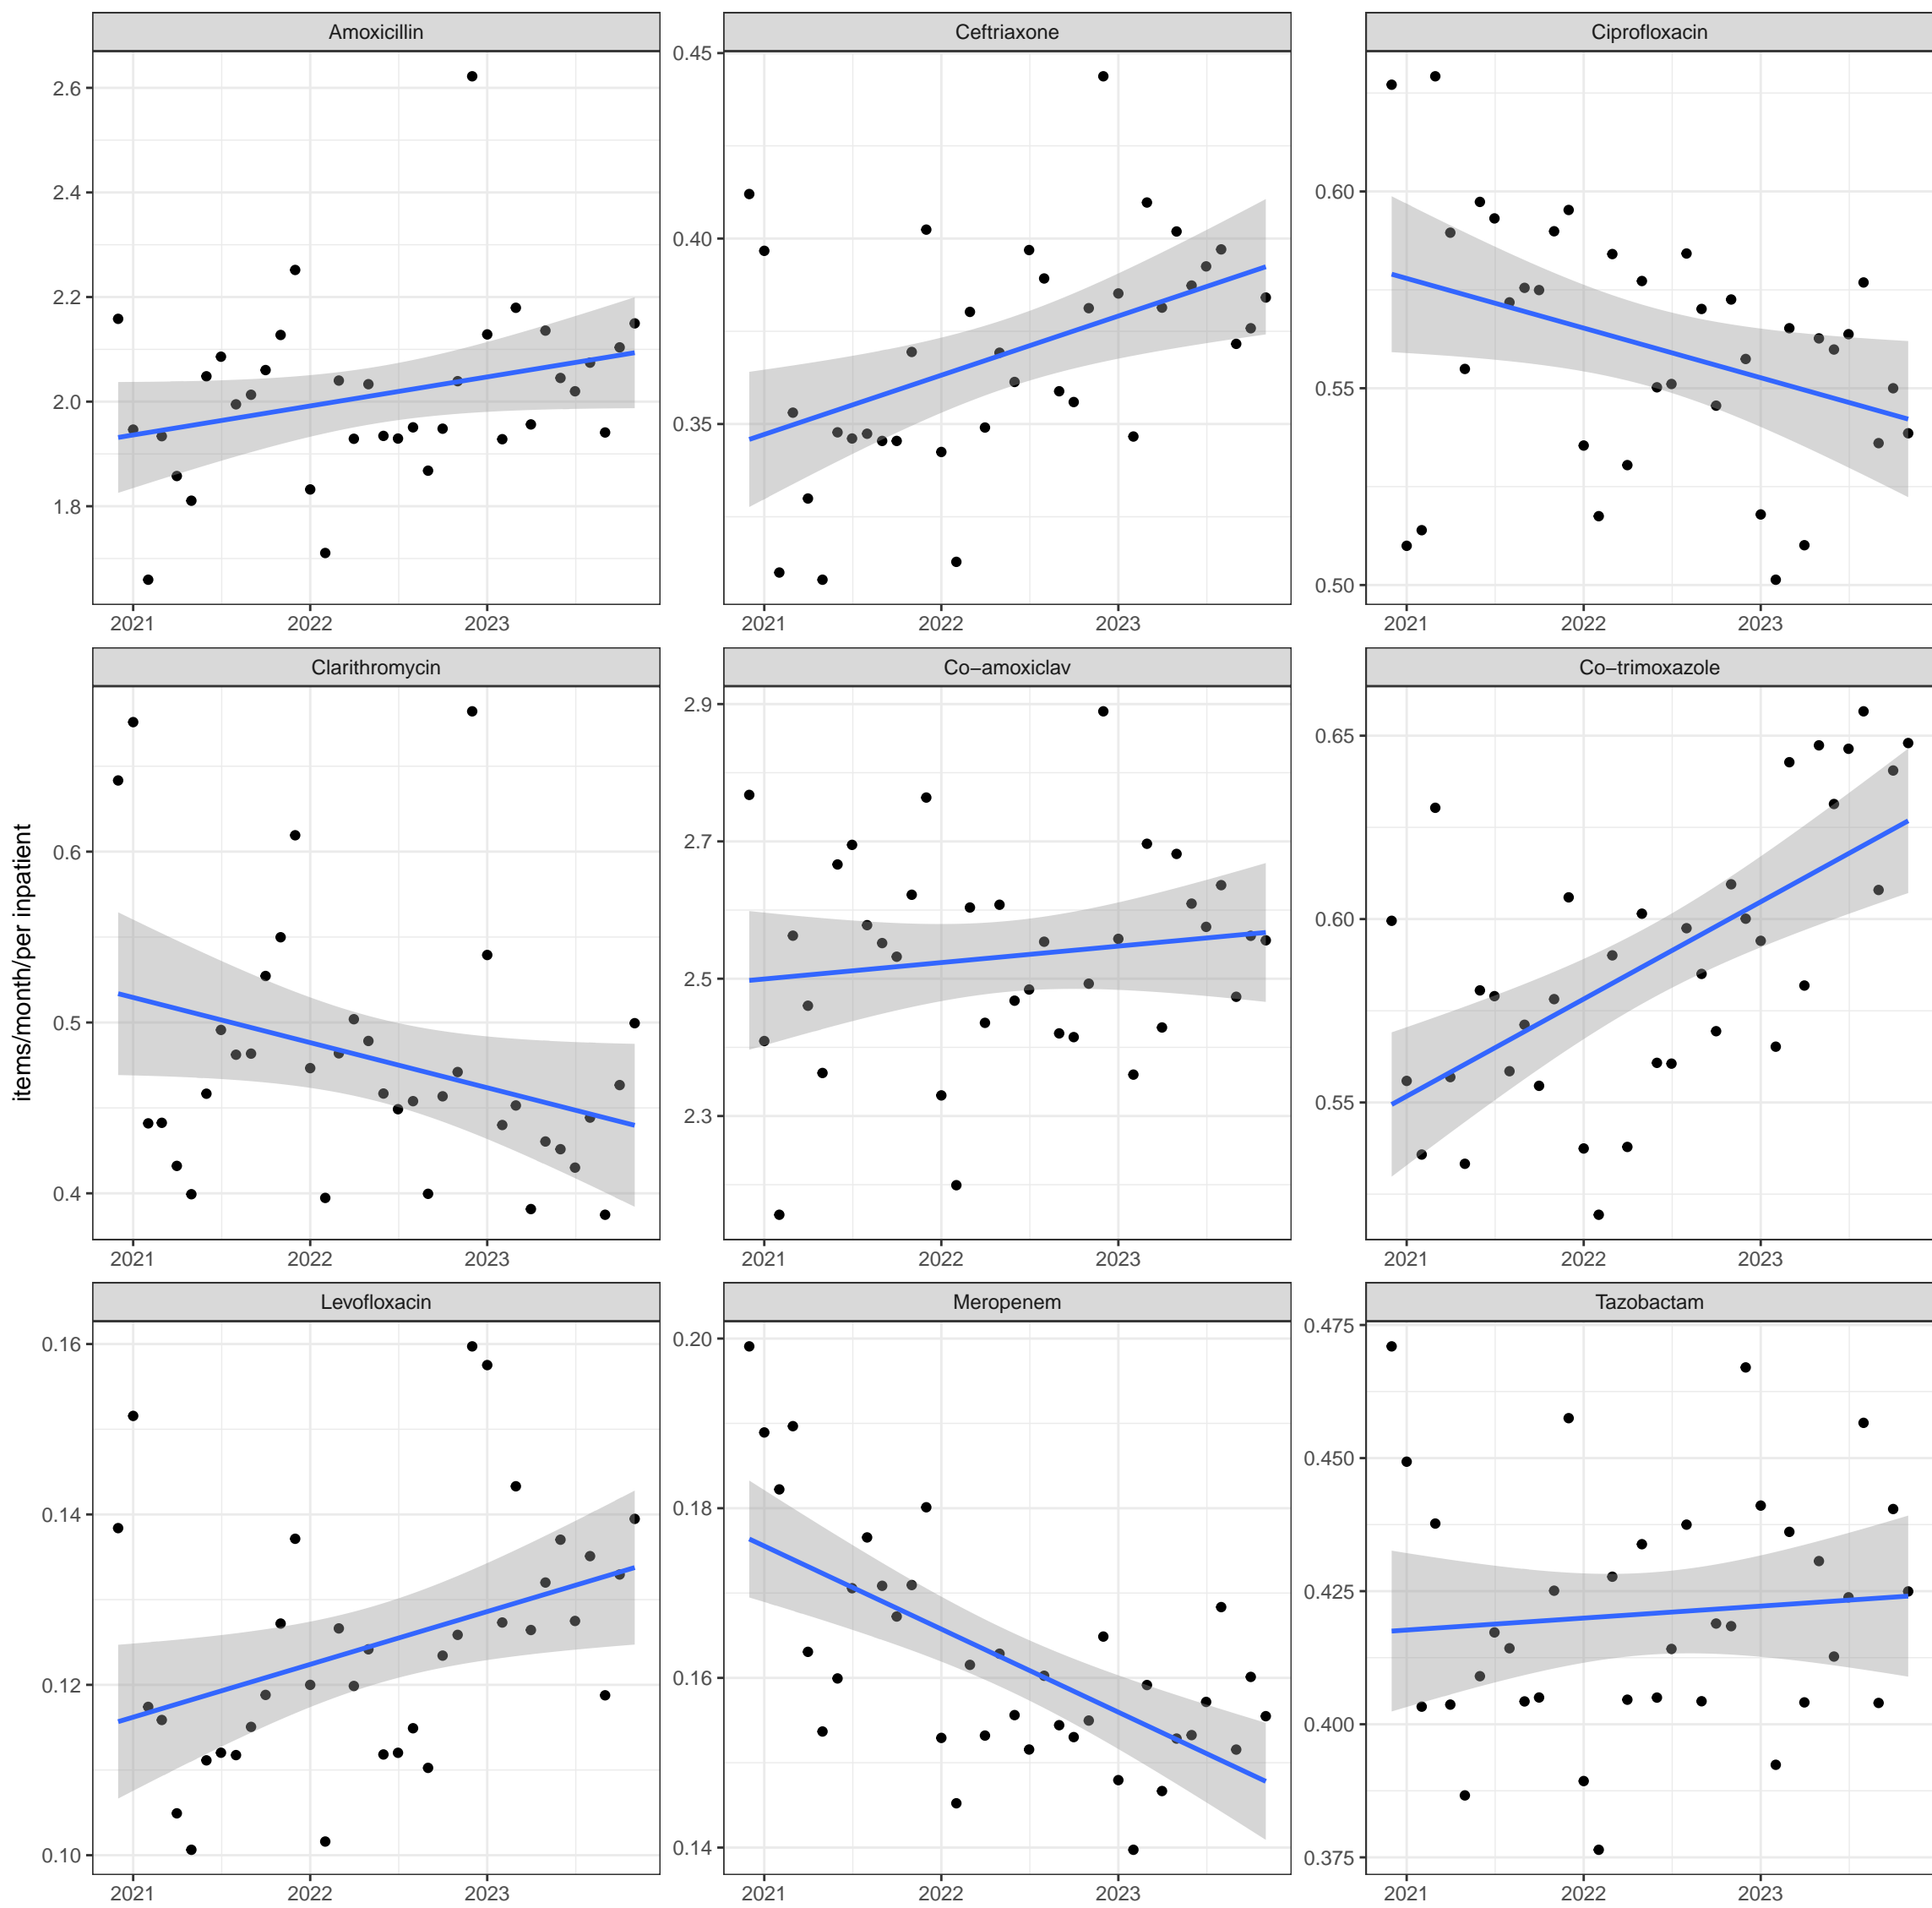 Amoxicillin
Ceftriaxone
Ciprofloxacin
2.6
2.4
2.2
2.0
1.8
0.45
0.40
0.35
0.60
0.55
0.50
2021 2022 2023
2021 2022 2023
2021 2022 2023
items/month/per inpatient
Clarithromycin
Co−amoxiclav
Co−trimoxazole
0.6
0.5
0.4
2.9
2.7
2.5
2.3
0.65
0.60
0.55
2021 2022 2023
2021 2022 2023
2021 2022 2023
Levofloxacin
Meropenem
Tazobactam
0.16
0.14
0.12
0.10
0.20
0.18
0.16
0.14
0.475
0.450
0.425
0.400
0.375
2021 2022 2023
2021 2022 2023
2021 2022 2023